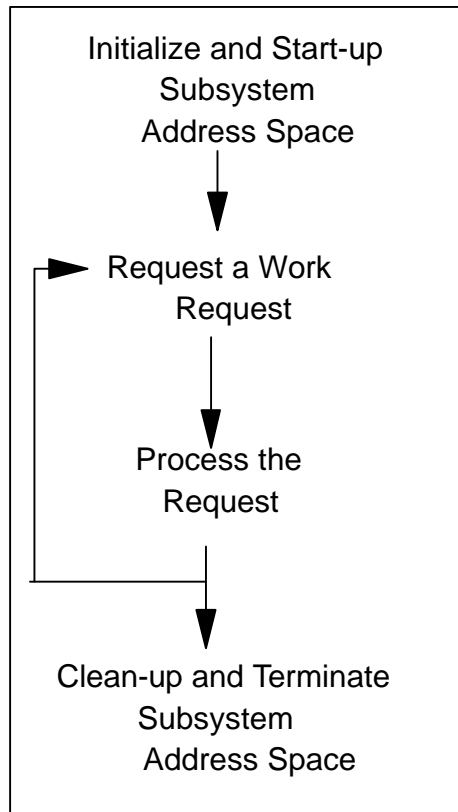 Initialize and Start-up
Subsystem
Address Space
Request a Work
Request
Process the
Request
Clean-up and Terminate
Subsystem
Address Space